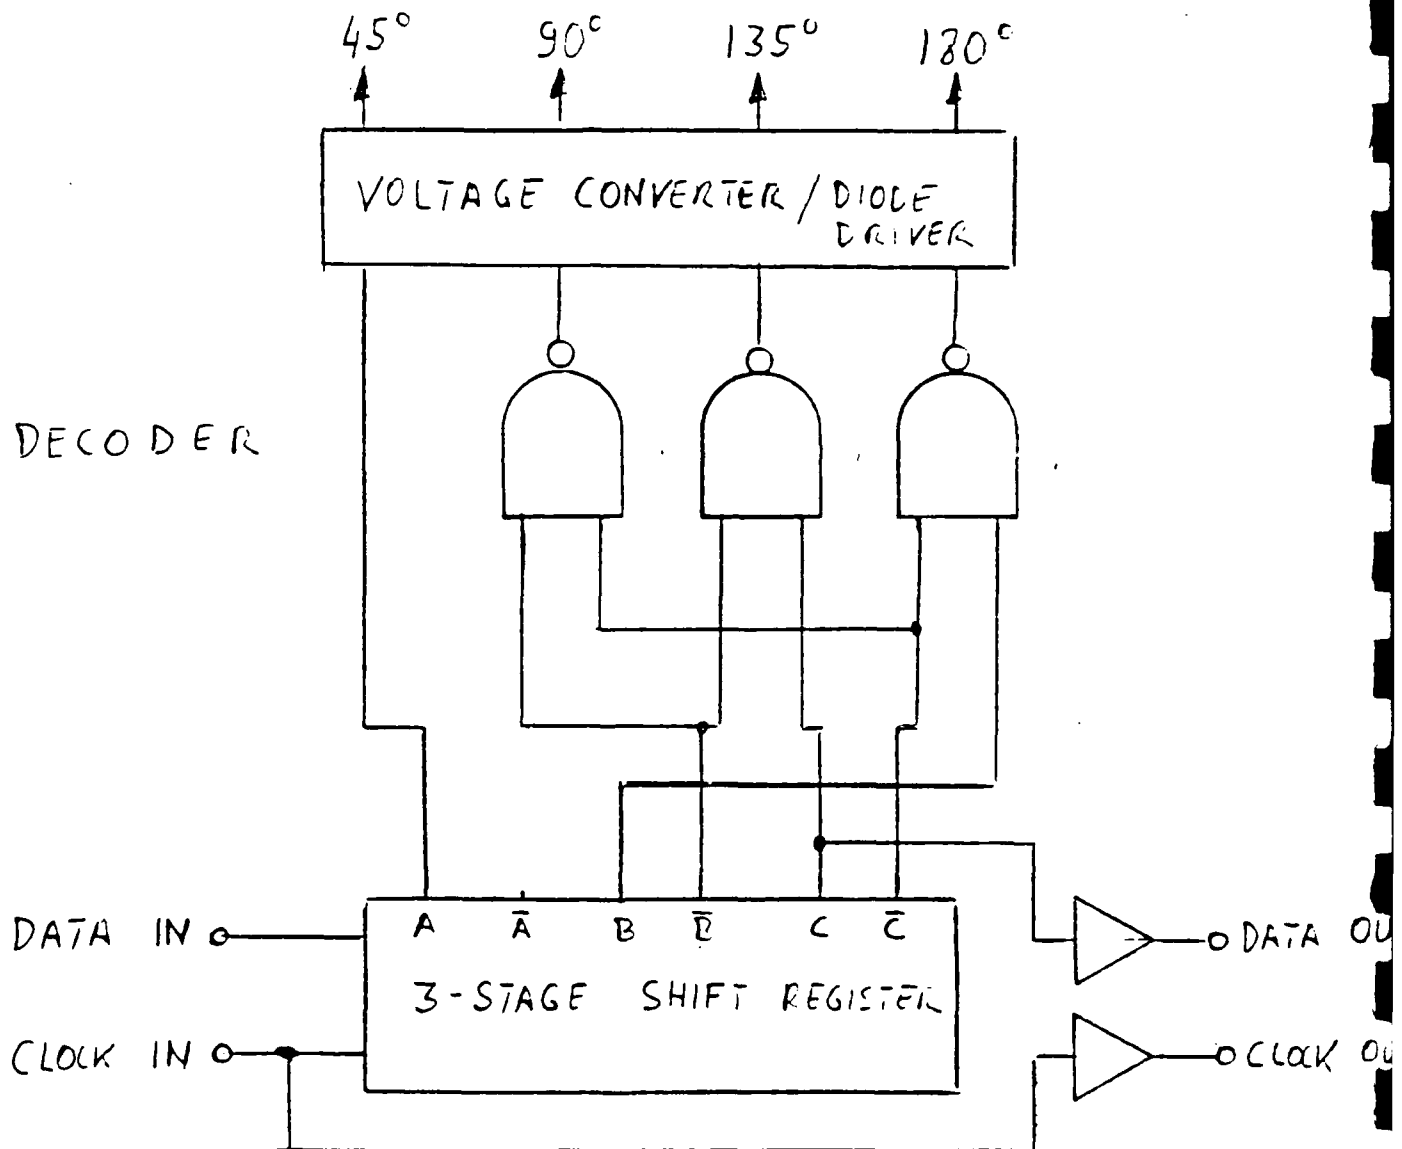 45° 90° 135° 180°
VOLTAGE CONVERTER / DIODE
DRIVER
DECODER
A A̅ B B̅ C C̅
DATA IN
DATA OU
3-STAGE SHIFT REGISTER
CLOCK IN
CLOCK OU